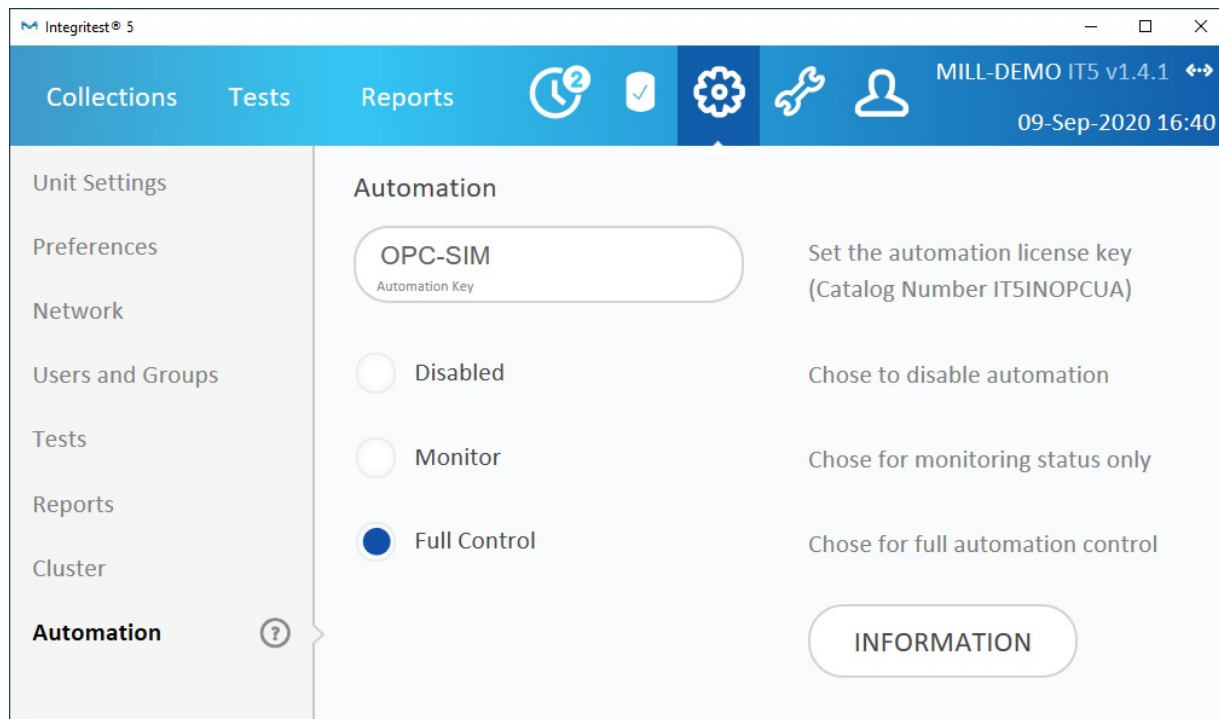 Integritest® 5
Collections Tests Reports 2 MILL-DEMO IT5 v1.4.1
09-Sep-2020 16:40
Unit Settings
Preferences
Network
Users and Groups
Tests
Reports
Cluster
Automation ?
Automation
OPC-SIM
Automation Key
Set the automation license key
(Catalog Number IT5INOPCUA)
Disabled
Chose to disable automation
Monitor
Chose for monitoring status only
Full Control
Chose for full automation control
INFORMATION